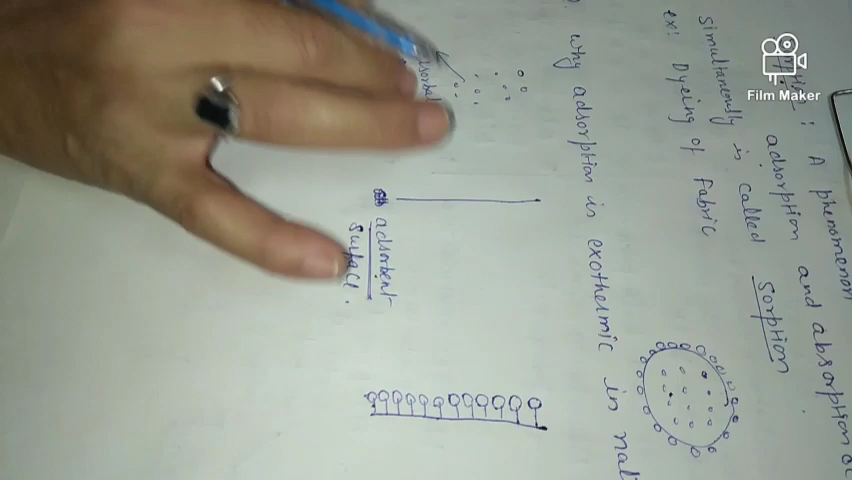 : A phenomenon
adsorption and absorption oc
simultaneously is called Sorption
ex: Dyeing of fabric
why adsorption is exothermic in nat
adsorbent
surface.
Film Maker